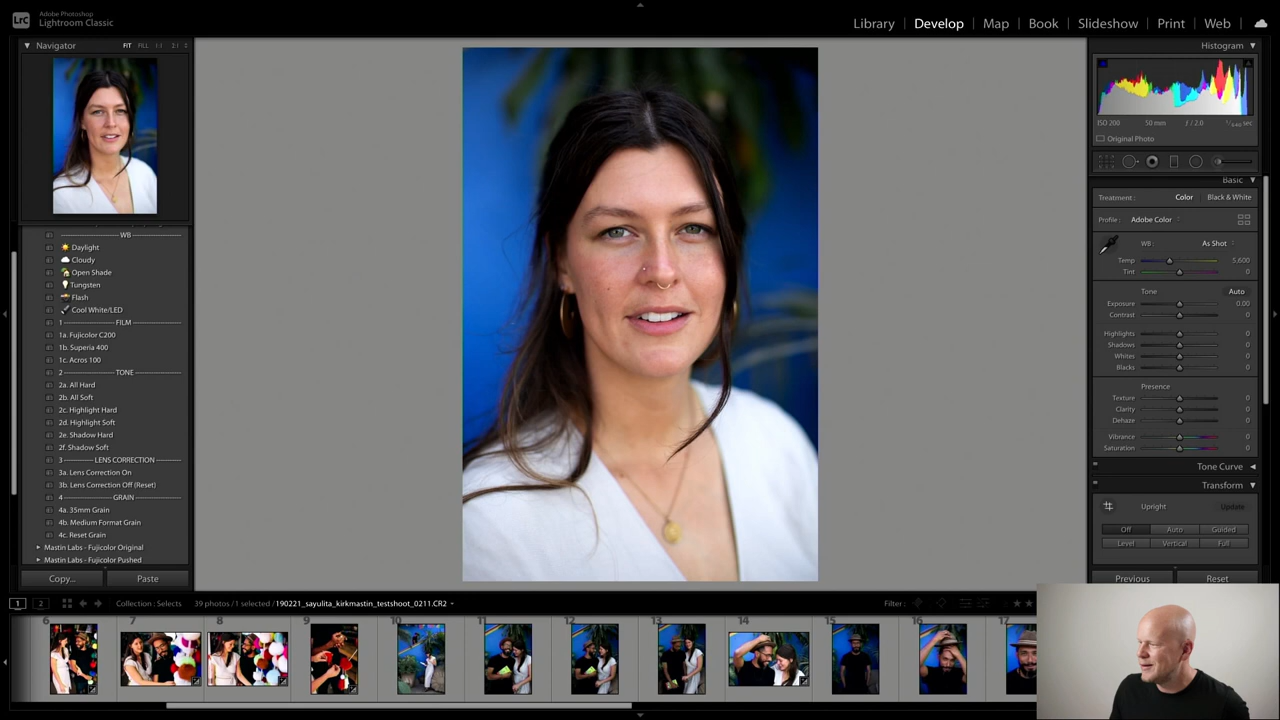 LrC
Adobe Photoshop
Lightroom Classic
Library
Develop
Map
Book
Slideshow
Print
Web
Navigator
FIT FILL 1:1 2:1
WB
Daylight
Cloudy
Open Shade
Tungsten
Flash
Cool White/LED
1 FILM
1a. Fujicolor C200
1b. Superia 400
1c. Acros 100
2 TONE
2a. All Hard
2b. All Soft
2c. Highlight Hard
2d. Highlight Soft
2e. Shadow Hard
2f. Shadow Soft
3 LENS CORRECTION
3a. Lens Correction On
3b. Lens Correction Off (Reset)
4 GRAIN
4a. 35mm Grain
4b. Medium Format Grain
4c. Reset Grain
Mastin Labs - Fujicolor Original
Mastin Labs - Fujicolor Pushed
Copy... Paste
Histogram
ISO 200 50 mm ƒ / 2.0 1/640 sec
Original Photo
Basic
Treatment : Color Black & White
Profile : Adobe Color
WB : As Shot
Temp 5,600
Tint 0
Tone Auto
Exposure 0.00
Contrast 0
Highlights 0
Shadows 0
Whites 0
Blacks 0
Presence
Texture 0
Clarity 0
Dehaze 0
Vibrance 0
Saturation 0
Tone Curve
Transform
Upright Update
Off Auto Guided
Level Vertical Full
Previous Reset
1 2 Collection : Selects 39 photos / 1 selected / 190221_sayulita_kirkmastin_testshoot_0211.CR2 Filter :
6 7 8 9 10 11 12 13 14 15 16